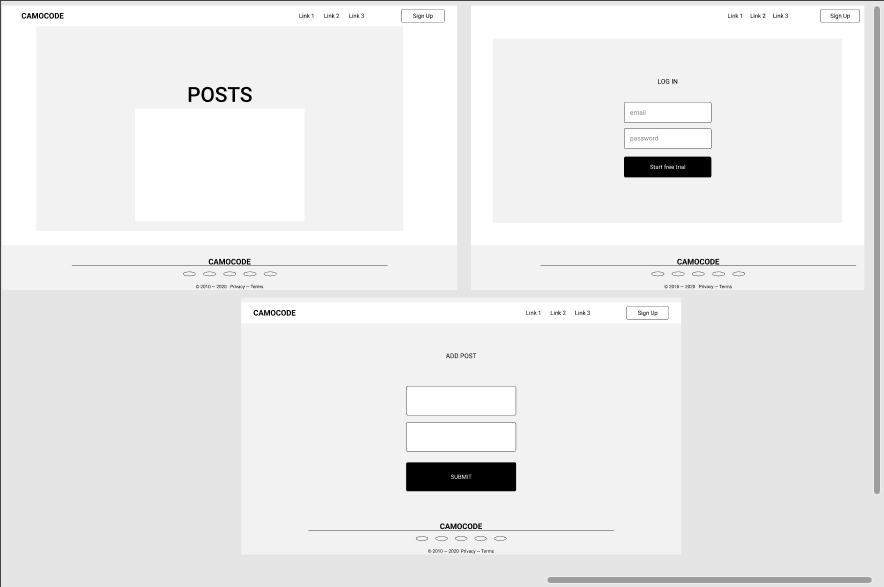 CAMOCODE Link 1 Link 2 Link 3 Sign Up
POSTS
CAMOCODE
© 2010 — 2020 Privacy — Terms
Link 1 Link 2 Link 3 Sign Up
LOG IN
email
password
Start free trial
CAMOCODE
© 2010 — 2020 Privacy — Terms
CAMOCODE Link 1 Link 2 Link 3 Sign Up
ADD POST
SUBMIT
CAMOCODE
© 2010 — 2020 Privacy — Terms